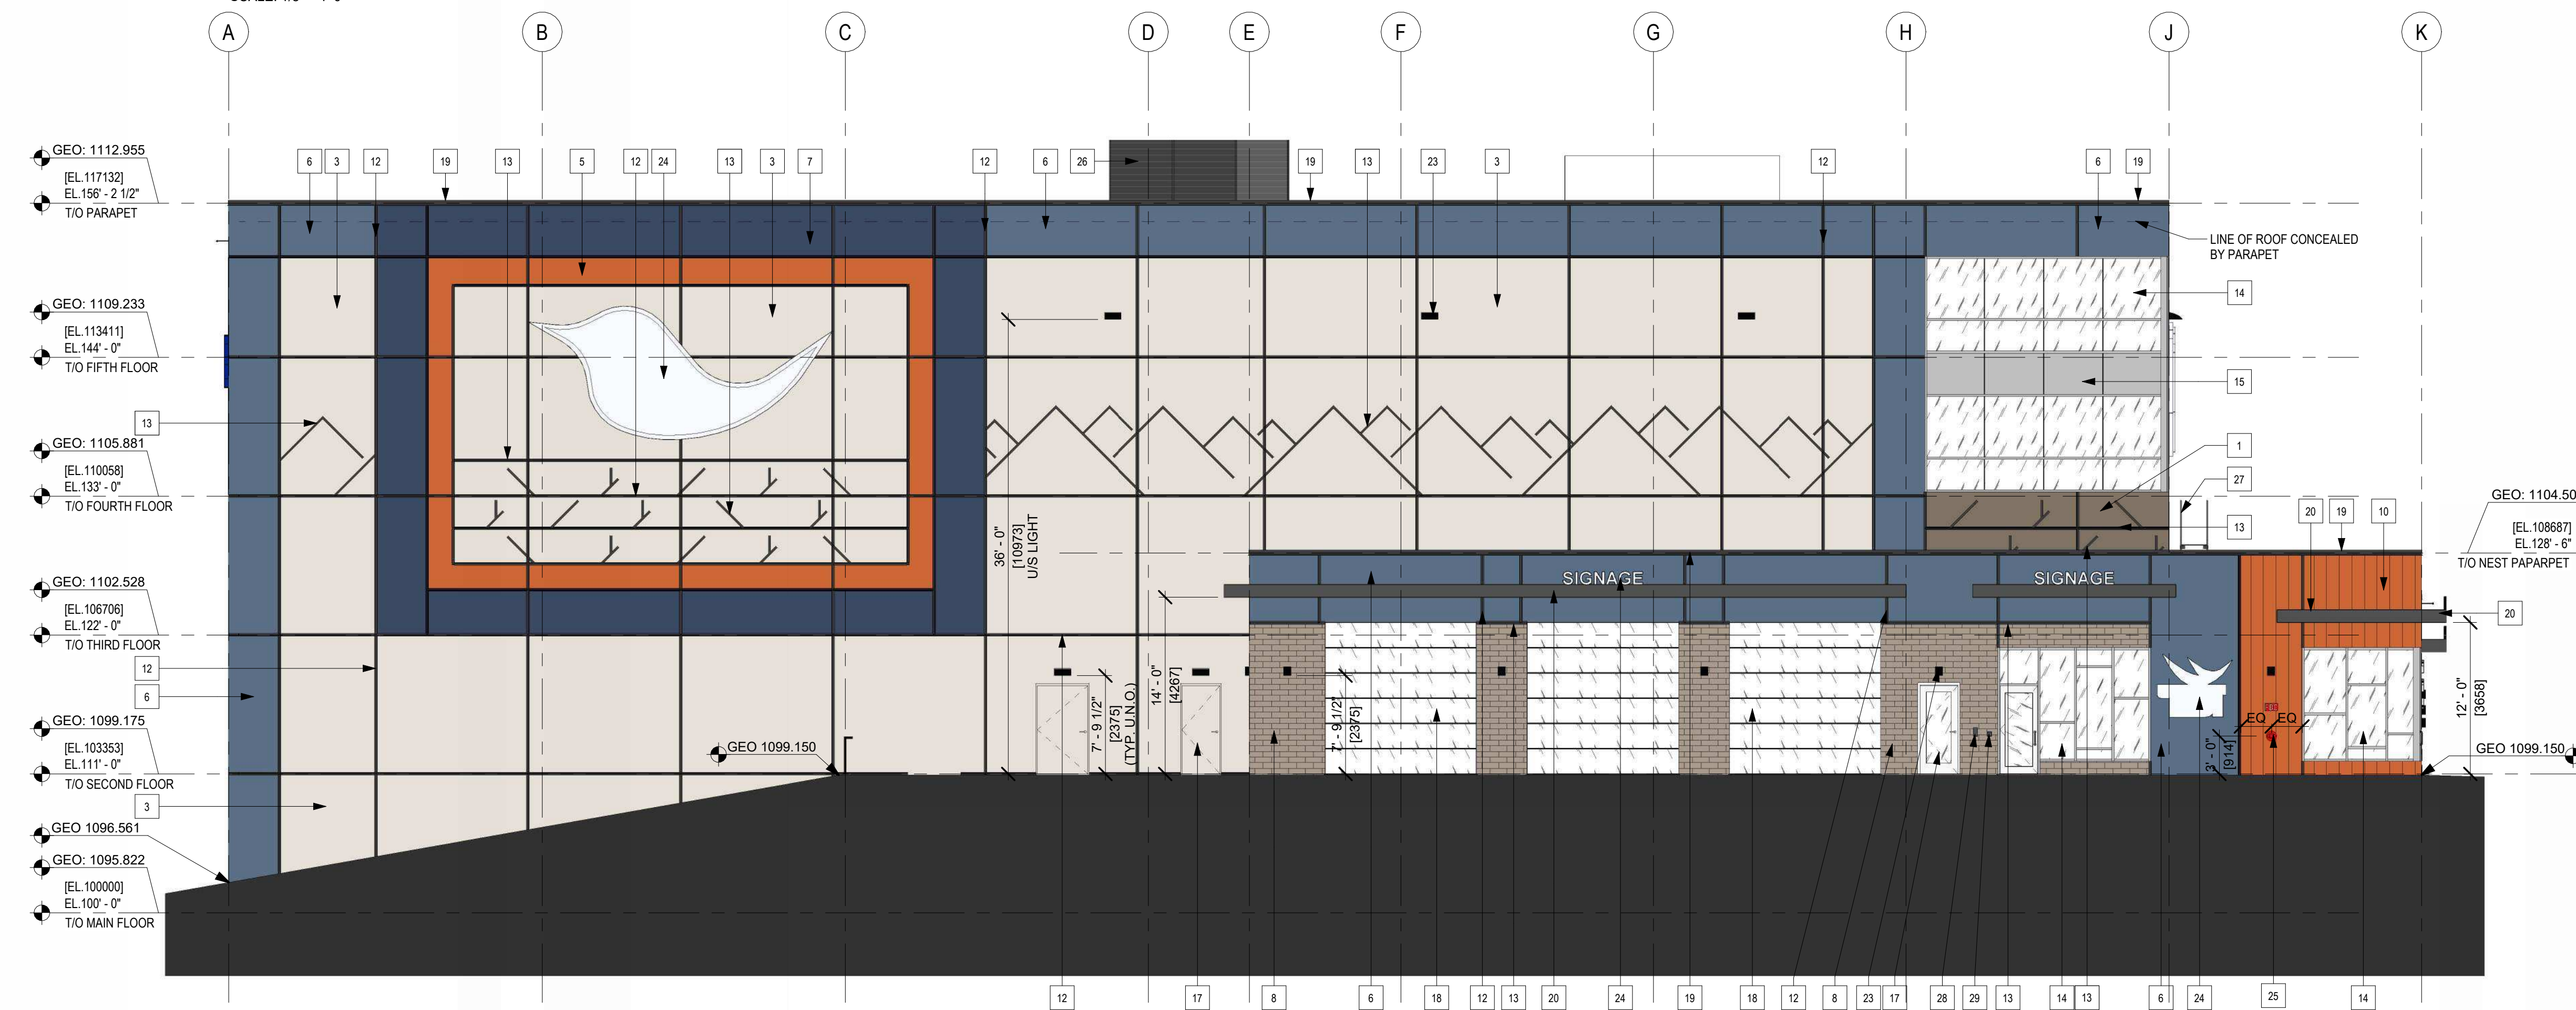 A B C D E F G H J K
GEO: 1112.955
[EL.117132]
EL.156' - 2 1/2"
T/O PARAPET
6 3 12 19 13 5 12 24 13 3 7 12 6 26 19 13 23 3 12 6 19
LINE OF ROOF CONCEALED
BY PARAPET
14
GEO: 1109.233
[EL.113411]
EL.144' - 0"
T/O FIFTH FLOOR
15
13
GEO: 1105.881
[EL.110058]
EL.133' - 0"
T/O FOURTH FLOOR
1
27
13
20 19 10
GEO: 1104.50
[EL.108687]
EL.128' - 6"
T/O NEST PAPARPET
36' - 0"
[10973]
U/S LIGHT
SIGNAGE
SIGNAGE
GEO: 1102.528
[EL.106706]
EL.122' - 0"
T/O THIRD FLOOR
20
12
6
7' - 9 1/2"
[2375]
(TYP. U.N.O.)
14' - 0"
[4267]
7' - 9 1/2"
[2375]
EQ EQ
3' - 0"
[914]
12' - 0"
[3658]
GEO: 1099.175
[EL.103353]
EL.111' - 0"
T/O SECOND FLOOR
GEO 1099.150
GEO 1099.150
3
GEO 1096.561
GEO: 1095.822
[EL.100000]
EL.100' - 0"
T/O MAIN FLOOR
12 17 8 6 18 12 13 20 24 19 18 12 8 23 17 28 29 13 14 13 6 24 25 14